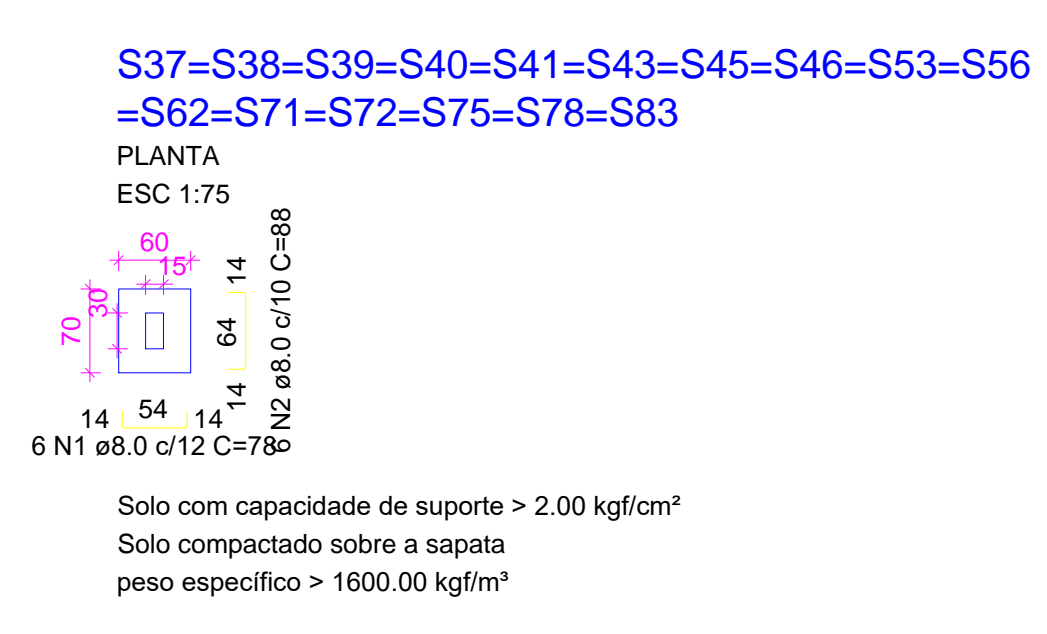 S37=S38=S39=S40=S41=S43=S45=S46=S53=S56
=S62=S71=S72=S75=S78=S83
PLANTA
ESC 1:75
60
15
30
70
14
64
14
6 N2 ø8.0 c/10 C=88
14 54 14
6 N1 ø8.0 c/12 C=78
Solo com capacidade de suporte > 2.00 kgf/cm²
Solo compactado sobre a sapata
peso específico > 1600.00 kgf/m³